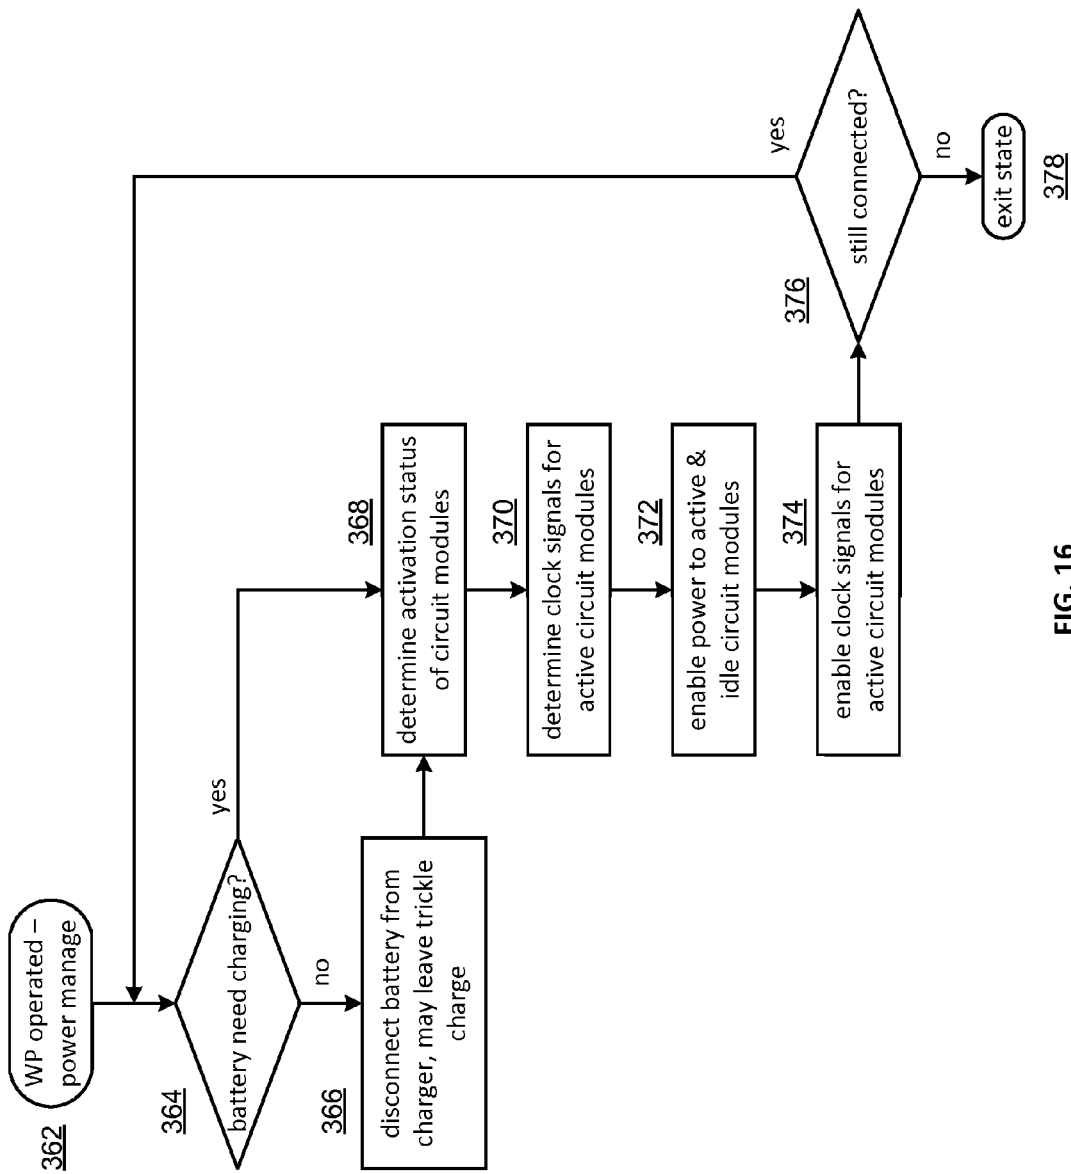 WP operated –
power manage
362
battery need charging?
364
yes
no
disconnect battery from
charger, may leave trickle
charge
366
determine activation status
of circuit modules
368
determine clock signals for
active circuit modules
370
enable power to active &
idle circuit modules
372
enable clock signals for
active circuit modules
374
still connected?
376
yes
no
exit state
378
FIG. 16